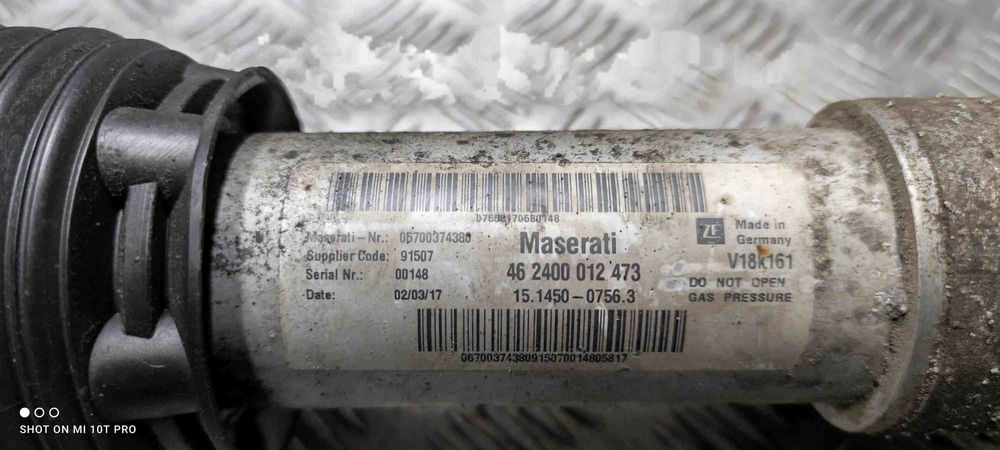 Maserati-Nr.: 06700374380
Supplier Code: 91507
Serial Nr.: 00148
Date: 02/03/17
Maserati
46 2400 012 473
15.1450-0756.3
ZF
Made in
Germany
V18k161
DO NOT OPEN
GAS PRESSURE
06700374380915070014805817
SHOT ON MI 10T PRO